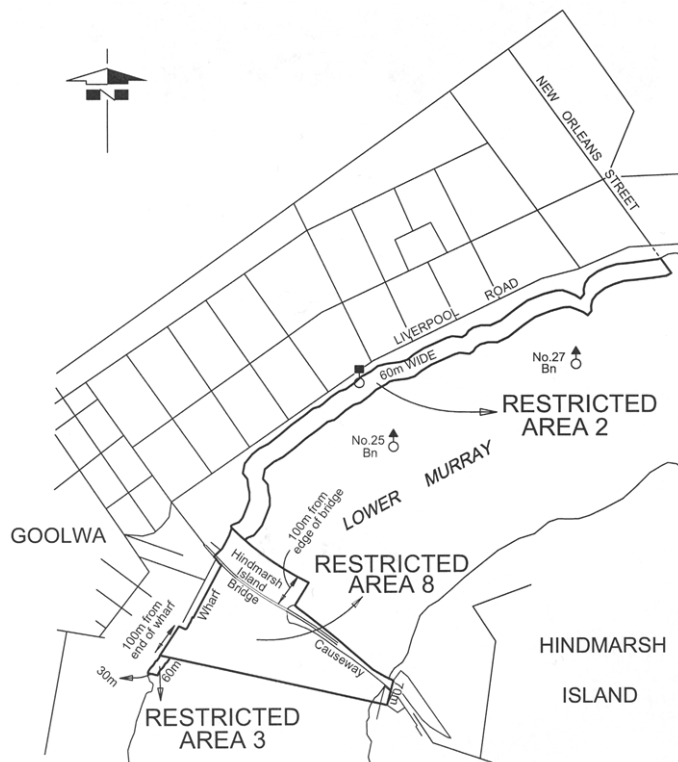 N
NEW ORLEANS STREET
LIVERPOOL ROAD
60m WIDE
No.27
Bn
RESTRICTED
AREA 2
No.25
Bn
LOWER MURRAY
100m from
edge of bridge
GOOLWA
Hindmarsh
Island
Bridge
RESTRICTED
AREA 8
Wharf
100m from
end of wharf
Causeway
HINDMARSH
ISLAND
30m
60m
70m
RESTRICTED
AREA 3